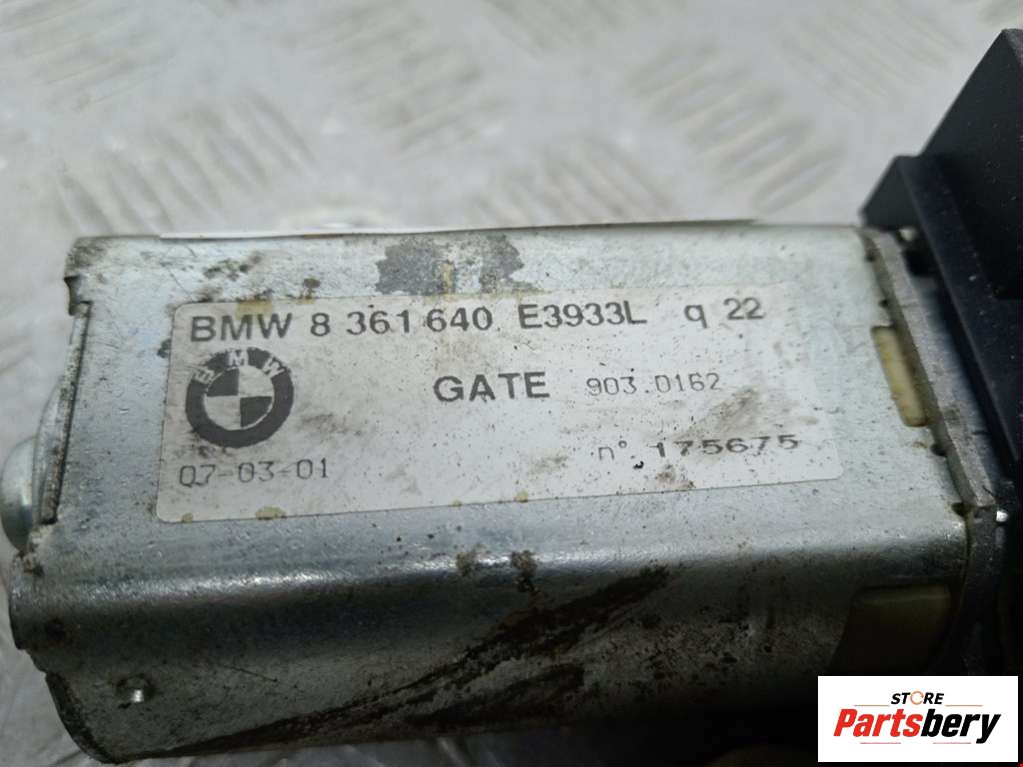 BMW 8 361 640 E3933L q 22
BMW
GATE 903.0162
07-03-01 n° 175675
STORE
Partsbery